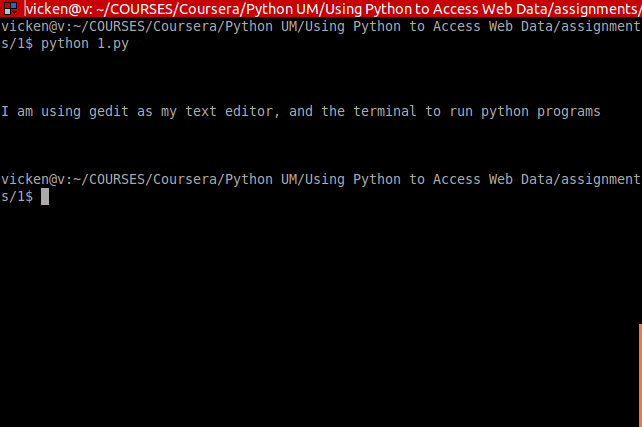 vicken@v: ~/COURSES/Coursera/Python UM/Using Python to Access Web Data/assignments/
vicken@v:~/COURSES/Coursera/Python UM/Using Python to Access Web Data/assignment
s/1$ python 1.py
I am using gedit as my text editor, and the terminal to run python programs
vicken@v:~/COURSES/Coursera/Python UM/Using Python to Access Web Data/assignment
s/1$